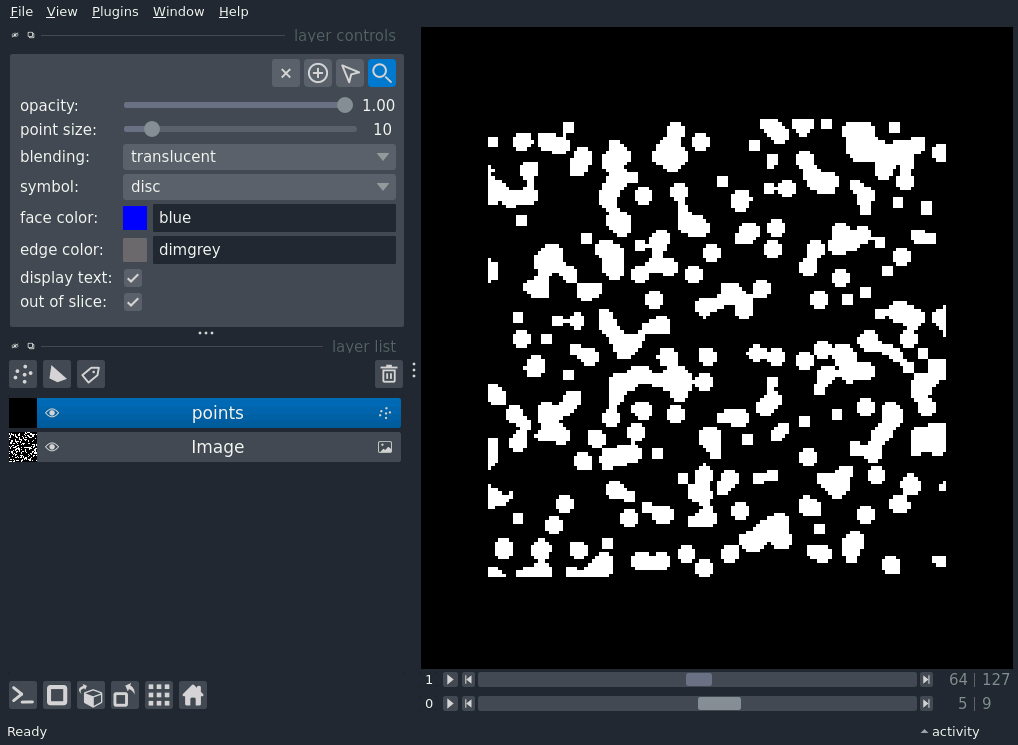 File View Plugins Window Help
layer controls
opacity: 1.00
point size: 10
blending: translucent
symbol: disc
face color: blue
edge color: dimgrey
display text:
out of slice:
layer list
points
Image
1 64 | 127
0 5 | 9
Ready activity